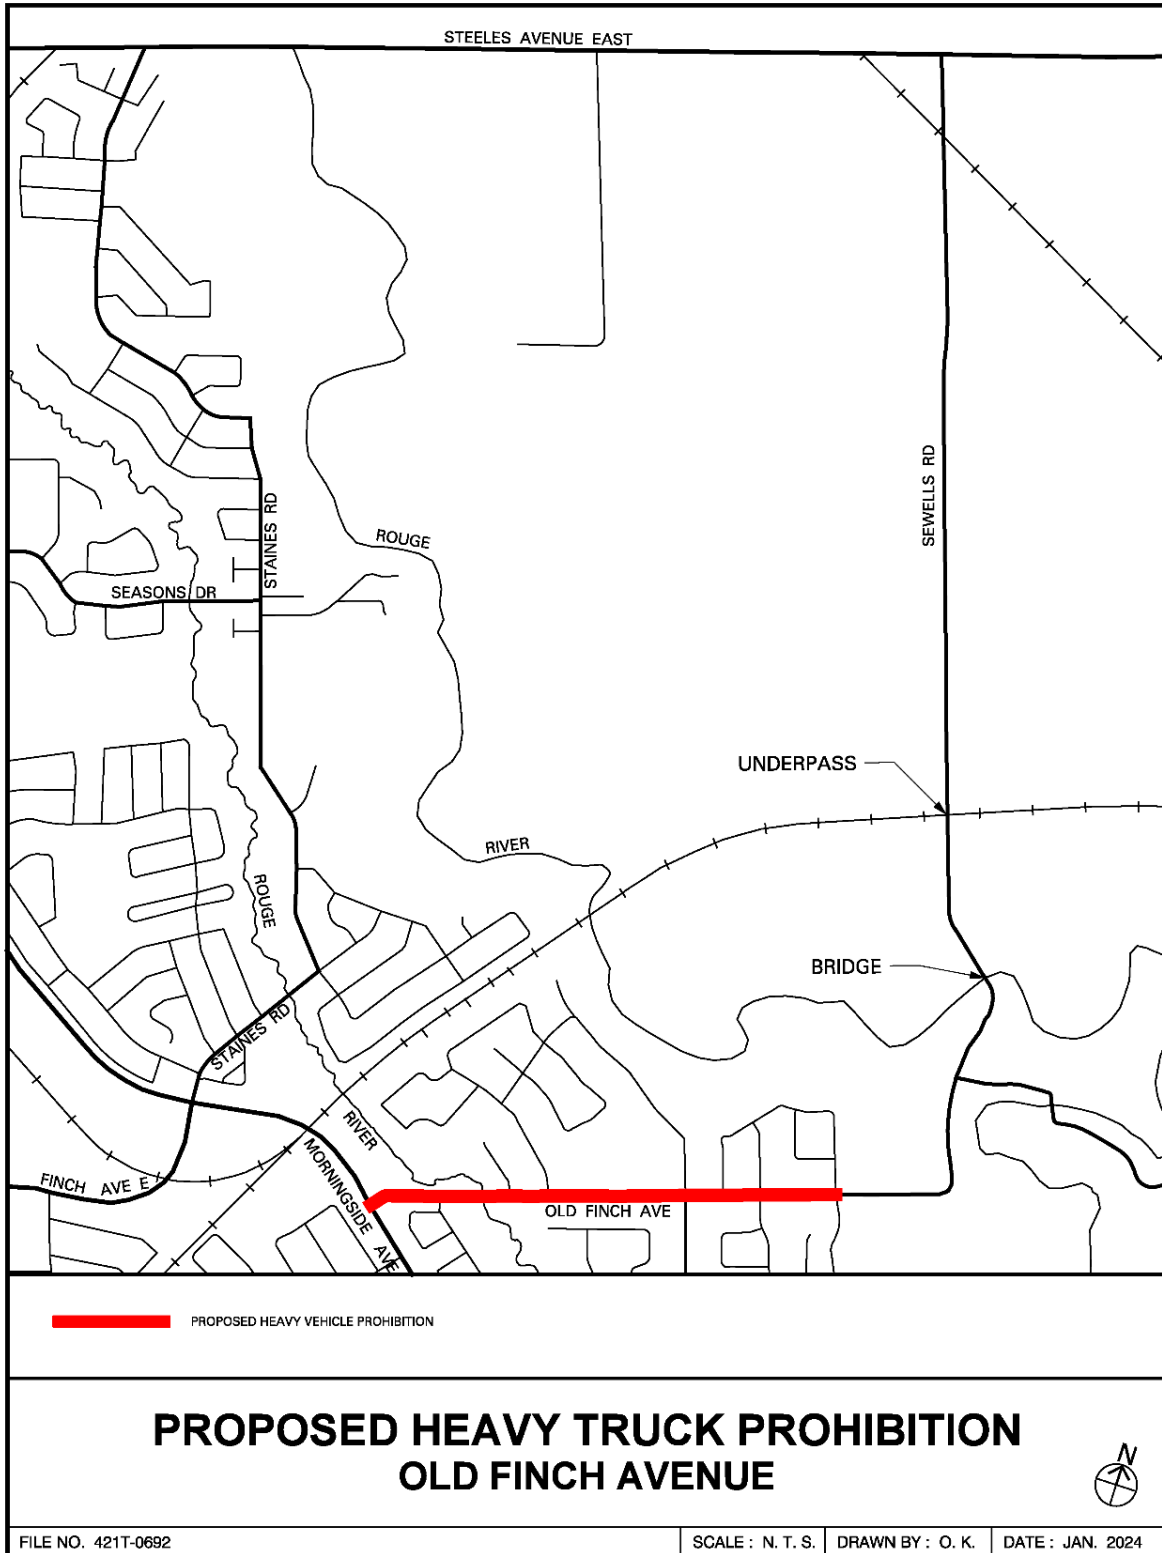 STEELES AVENUE EAST
SEWELLS RD
STAINES RD
ROUGE
SEASONS DR
UNDERPASS
RIVER
ROUGE
BRIDGE
STAINES RD
RIVER
MORNINGSIDE AVE
FINCH AVE E
OLD FINCH AVE
PROPOSED HEAVY VEHICLE PROHIBITION
PROPOSED HEAVY TRUCK PROHIBITION
OLD FINCH AVENUE
N
FILE NO. 421T-0692
SCALE : N. T. S.
DRAWN BY : O. K.
DATE : JAN. 2024